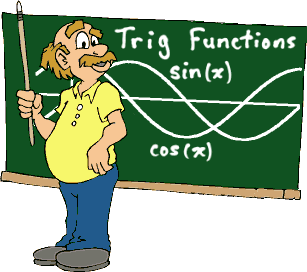 Trig Functions
sin(x)
cos(x)